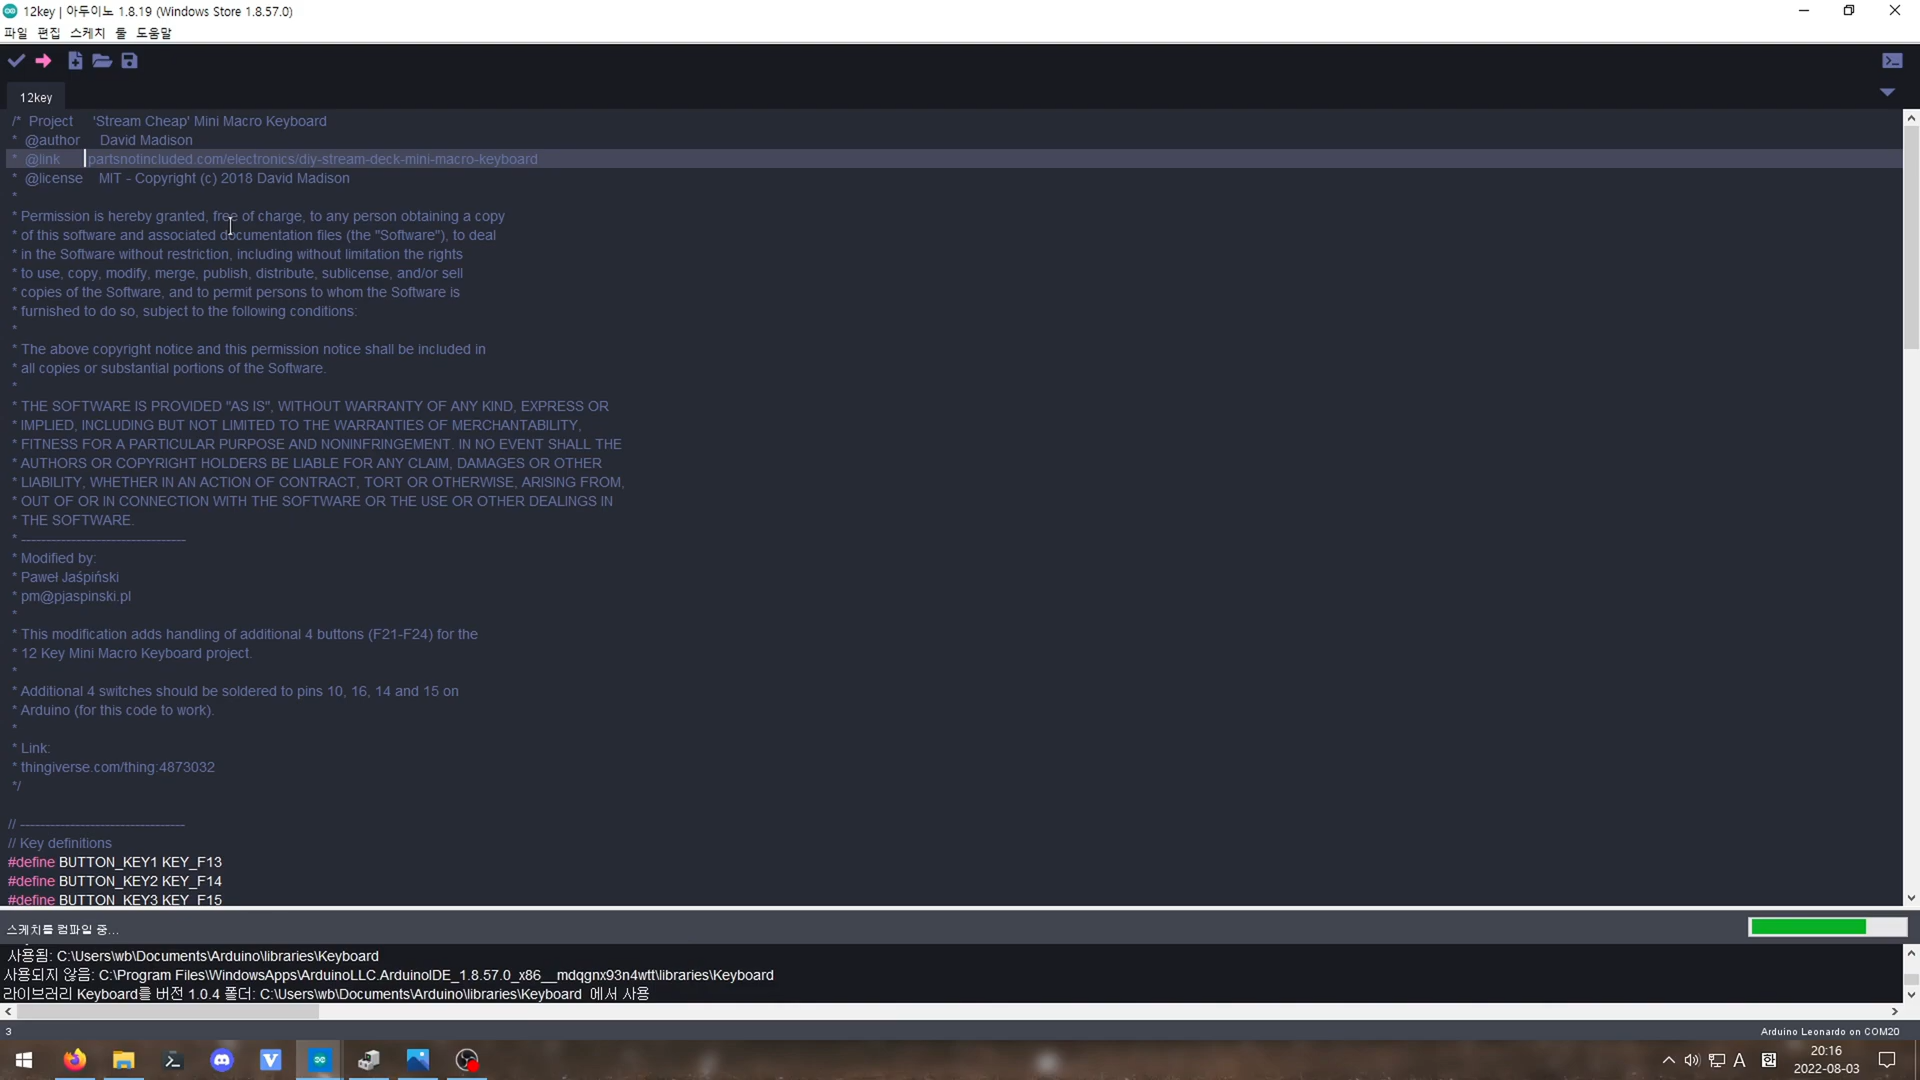 12key | 아두이노 1.8.19 (Windows Store 1.8.57.0)
파일 편집 스케치 툴 도움말
12key
/* Project 'Stream Cheap' Mini Macro Keyboard
* @author David Madison
* @link partsnotincluded.com/electronics/diy-stream-deck-mini-macro-keyboard
* @license MIT - Copyright (c) 2018 David Madison
*
* Permission is hereby granted, free of charge, to any person obtaining a copy
* of this software and associated documentation files (the "Software"), to deal
* in the Software without restriction, including without limitation the rights
* to use, copy, modify, merge, publish, distribute, sublicense, and/or sell
* copies of the Software, and to permit persons to whom the Software is
* furnished to do so, subject to the following conditions:
*
* The above copyright notice and this permission notice shall be included in
* all copies or substantial portions of the Software.
*
* THE SOFTWARE IS PROVIDED "AS IS", WITHOUT WARRANTY OF ANY KIND, EXPRESS OR
* IMPLIED, INCLUDING BUT NOT LIMITED TO THE WARRANTIES OF MERCHANTABILITY,
* FITNESS FOR A PARTICULAR PURPOSE AND NONINFRINGEMENT. IN NO EVENT SHALL THE
* AUTHORS OR COPYRIGHT HOLDERS BE LIABLE FOR ANY CLAIM, DAMAGES OR OTHER
* LIABILITY, WHETHER IN AN ACTION OF CONTRACT, TORT OR OTHERWISE, ARISING FROM,
* OUT OF OR IN CONNECTION WITH THE SOFTWARE OR THE USE OR OTHER DEALINGS IN
* THE SOFTWARE.
* ---------------------------------
* Modified by:
* Paweł Jaśpiński
* pm@pjaspinski.pl
*
* This modification adds handling of additional 4 buttons (F21-F24) for the
* 12 Key Mini Macro Keyboard project.
*
* Additional 4 switches should be soldered to pins 10, 16, 14 and 15 on
* Arduino (for this code to work).
*
* Link:
* thingiverse.com/thing:4873032
*/
// ---------------------------------
// Key definitions
#define BUTTON_KEY1 KEY_F13
#define BUTTON_KEY2 KEY_F14
#define BUTTON_KEY3 KEY_F15
스케치를 컴파일 중...
사용됨: C:\Users\wb\Documents\Arduino\libraries\Keyboard
사용되지 않음: C:\Program Files\WindowsApps\ArduinoLLC.ArduinoIDE_1.8.57.0_x86__mdqgnx93n4wtt\libraries\Keyboard
라이브러리 Keyboard를 버전 1.0.4 폴더: C:\Users\wb\Documents\Arduino\libraries\Keyboard 에서 사용
3
Arduino Leonardo on COM20
A 한
20:16
2022-08-03